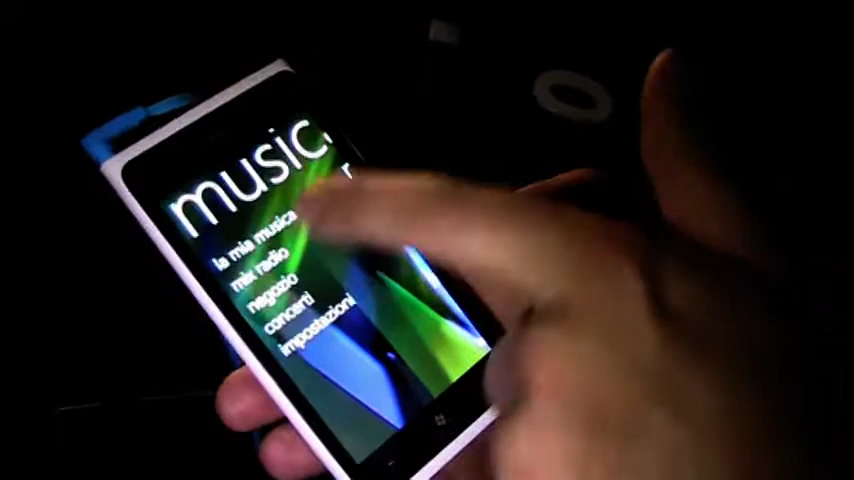 music
la mia musica
mix radio
negozio
concerti
impostazioni